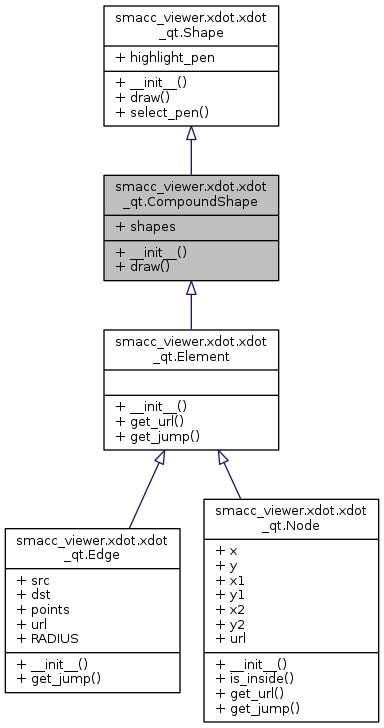 smacc_viewer.xdot.xdot
_qt.Shape
+ highlight_pen
+ __init__()
+ draw()
+ select_pen()
smacc_viewer.xdot.xdot
_qt.CompoundShape
+ shapes
+ __init__()
+ draw()
smacc_viewer.xdot.xdot
_qt.Element
+ __init__()
+ get_url()
+ get_jump()
smacc_viewer.xdot.xdot
_qt.Edge
+ src
+ dst
+ points
+ url
+ RADIUS
+ __init__()
+ get_jump()
smacc_viewer.xdot.xdot
_qt.Node
+ x
+ y
+ x1
+ y1
+ x2
+ y2
+ url
+ __init__()
+ is_inside()
+ get_url()
+ get_jump()